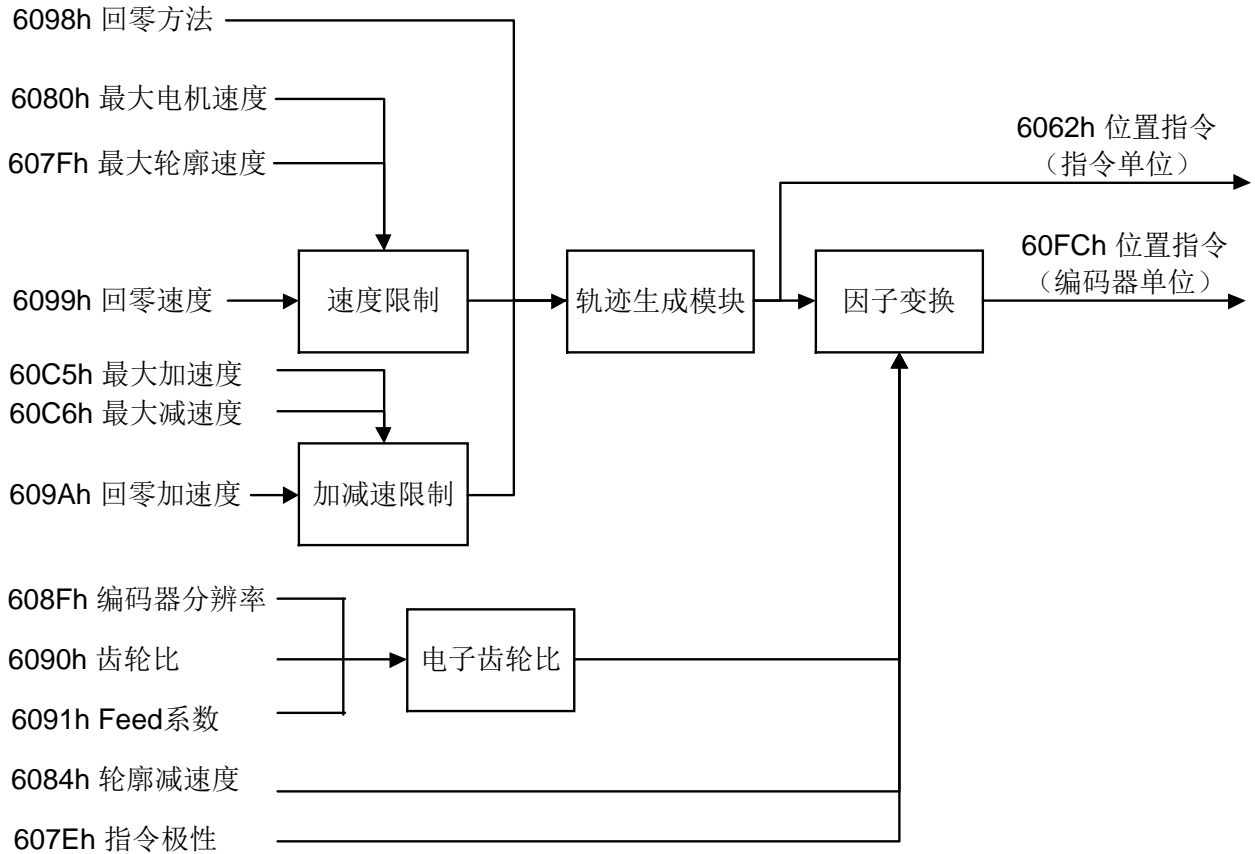 6098h 回零方法
6080h 最大电机速度
607Fh 最大轮廓速度
6062h 位置指令
（指令单位）
6099h 回零速度
速度限制
轨迹生成模块
因子变换
60FCh 位置指令
（编码器单位）
60C5h 最大加速度
60C6h 最大减速度
609Ah 回零加速度
加减速限制
608Fh 编码器分辨率
6090h 齿轮比
电子齿轮比
6091h Feed系数
6084h 轮廓减速度
607Eh 指令极性